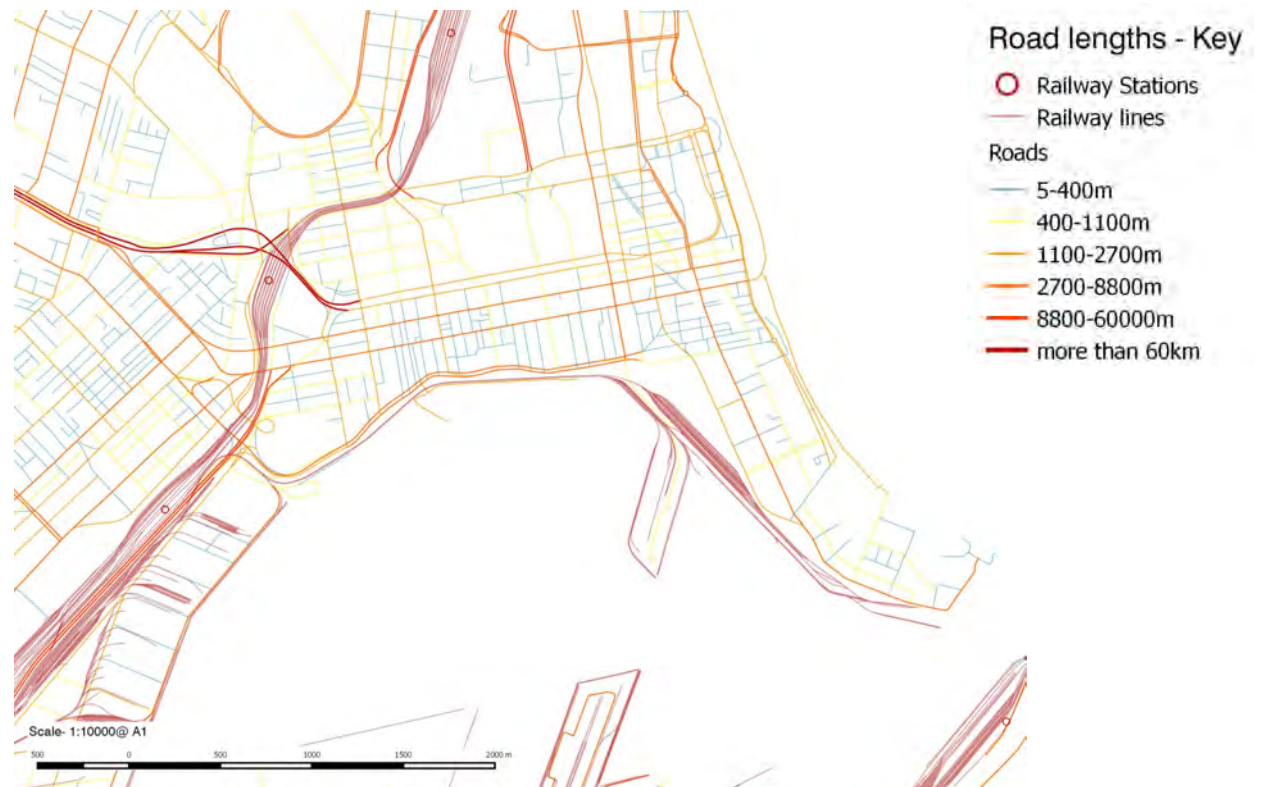 Road lengths - Key
Railway Stations
Railway lines
Roads
5-400m
400-1100m
1100-2700m
2700-8800m
8800-60000m
more than 60km
Scale- 1:10000@ A1
500 0 500 1000 1500 2000 m